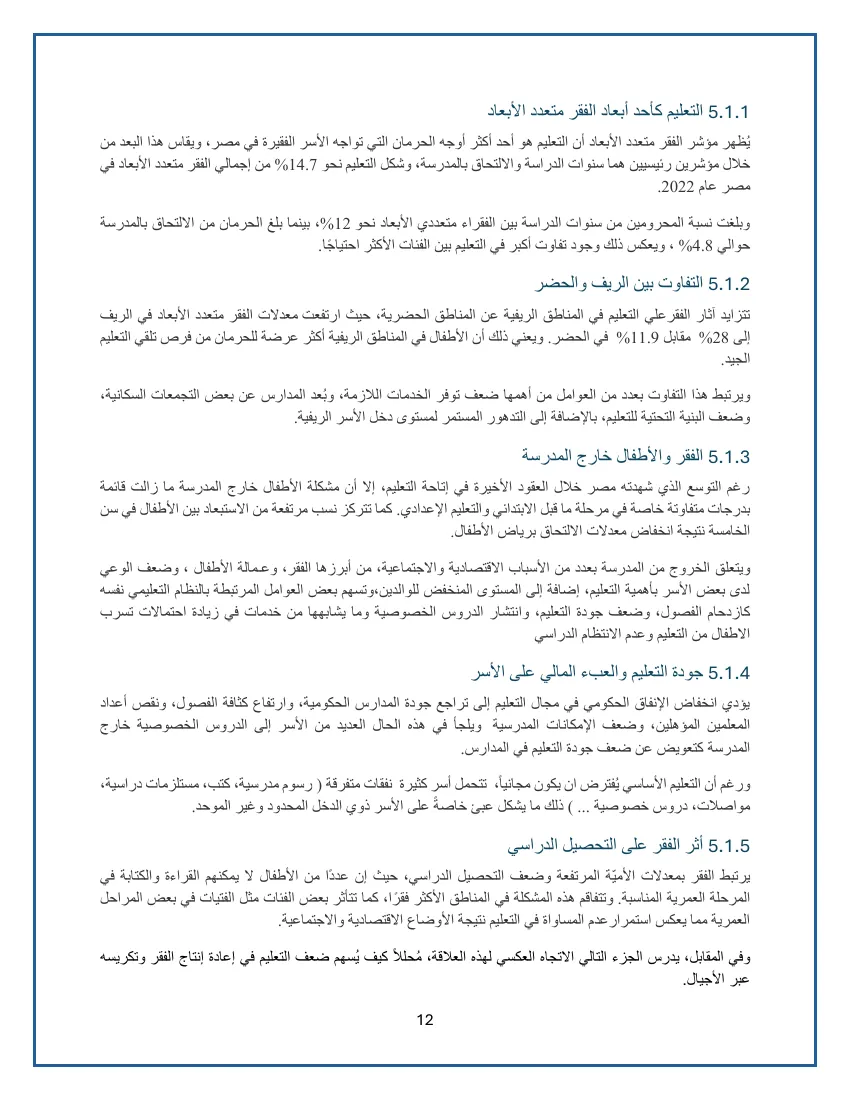 5.1.1 التعليم كأحد أبعاد الفقر متعدد الأبعاد
يُظهر مؤشر الفقر متعدد الأبعاد أن التعليم هو أحد أكثر أوجه الحرمان التي تواجه الأسر الفقيرة في مصر، ويقاس هذا البعد من
خلال مؤشرين رئيسيين هما سنوات الدراسة والالتحاق بالمدرسة، وشكل التعليم نحو 14.7% من إجمالي الفقر متعدد الأبعاد في
مصر عام 2022.
وبلغت نسبة المحرومين من سنوات الدراسة بين الفقراء متعددي الأبعاد نحو 12%، بينما بلغ الحرمان من الالتحاق بالمدرسة
حوالي 4.8% ، ويعكس ذلك وجود تفاوت أكبر في التعليم بين الفئات الأكثر احتياجًا.
5.1.2 التفاوت بين الريف والحضر
تتزايد آثار الفقرعلي التعليم في المناطق الريفية عن المناطق الحضرية، حيث ارتفعت معدلات الفقر متعدد الأبعاد في الريف
إلى 28% مقابل 11.9% في الحضر. ويعني ذلك أن الأطفال في المناطق الريفية أكثر عرضة للحرمان من فرص تلقي التعليم
الجيد.
ويرتبط هذا التفاوت بعدد من العوامل من أهمها ضعف توفر الخدمات اللازمة، وبُعد المدارس عن بعض التجمعات السكانية،
وضعف البنية التحتية للتعليم، بالإضافة إلى التدهور المستمر لمستوى دخل الأسر الريفية.
5.1.3 الفقر والأطفال خارج المدرسة
رغم التوسع الذي شهدته مصر خلال العقود الأخيرة في إتاحة التعليم، إلا أن مشكلة الأطفال خارج المدرسة ما زالت قائمة
بدرجات متفاوتة خاصة في مرحلة ما قبل الابتدائي والتعليم الإعدادي. كما تتركز نسب مرتفعة من الاستبعاد بين الأطفال في سن
الخامسة نتيجة انخفاض معدلات الالتحاق برياض الأطفال.
ويتعلق الخروج من المدرسة بعدد من الأسباب الاقتصادية والاجتماعية، من أبرزها الفقر، وعمالة الأطفال ، وضعف الوعي
لدى بعض الأسر بأهمية التعليم، إضافة إلى المستوى المنخفض للوالدين،وتسهم بعض العوامل المرتبطة بالنظام التعليمي نفسه
كازدحام الفصول، وضعف جودة التعليم، وانتشار الدروس الخصوصية وما يشابهها من خدمات في زيادة احتمالات تسرب
الاطفال من التعليم وعدم الانتظام الدراسي
5.1.4 جودة التعليم والعبء المالي على الأسر
يؤدي انخفاض الإنفاق الحكومي في مجال التعليم إلى تراجع جودة المدارس الحكومية، وارتفاع كثافة الفصول، ونقص أعداد
المعلمين المؤهلين، وضعف الإمكانات المدرسية ويلجأ في هذه الحال العديد من الأسر إلى الدروس الخصوصية خارج
المدرسة كتعويض عن ضعف جودة التعليم في المدارس.
ورغم أن التعليم الأساسي يُفترض ان يكون مجانياً، تتحمل أسر كثيرة نفقات متفرقة ( رسوم مدرسية، كتب، مستلزمات دراسية،
مواصلات، دروس خصوصية ... ) ذلك ما يشكل عبئ خاصةً على الأسر ذوي الدخل المحدود وغير الموحد.
5.1.5 أثر الفقر على التحصيل الدراسي
يرتبط الفقر بمعدلات الأميّة المرتفعة وضعف التحصيل الدراسي، حيث إن عددًا من الأطفال لا يمكنهم القراءة والكتابة في
المرحلة العمرية المناسبة. وتتفاقم هذه المشكلة في المناطق الأكثر فقرًا، كما تتأثر بعض الفئات مثل الفتيات في بعض المراحل
العمرية مما يعكس استمرارعدم المساواة في التعليم نتيجة الأوضاع الاقتصادية والاجتماعية.
وفي المقابل، يدرس الجزء التالي الاتجاه العكسي لهذه العلاقة، مُحللاً كيف يُسهم ضعف التعليم في إعادة إنتاج الفقر وتكريسه
عبر الأجيال.
12